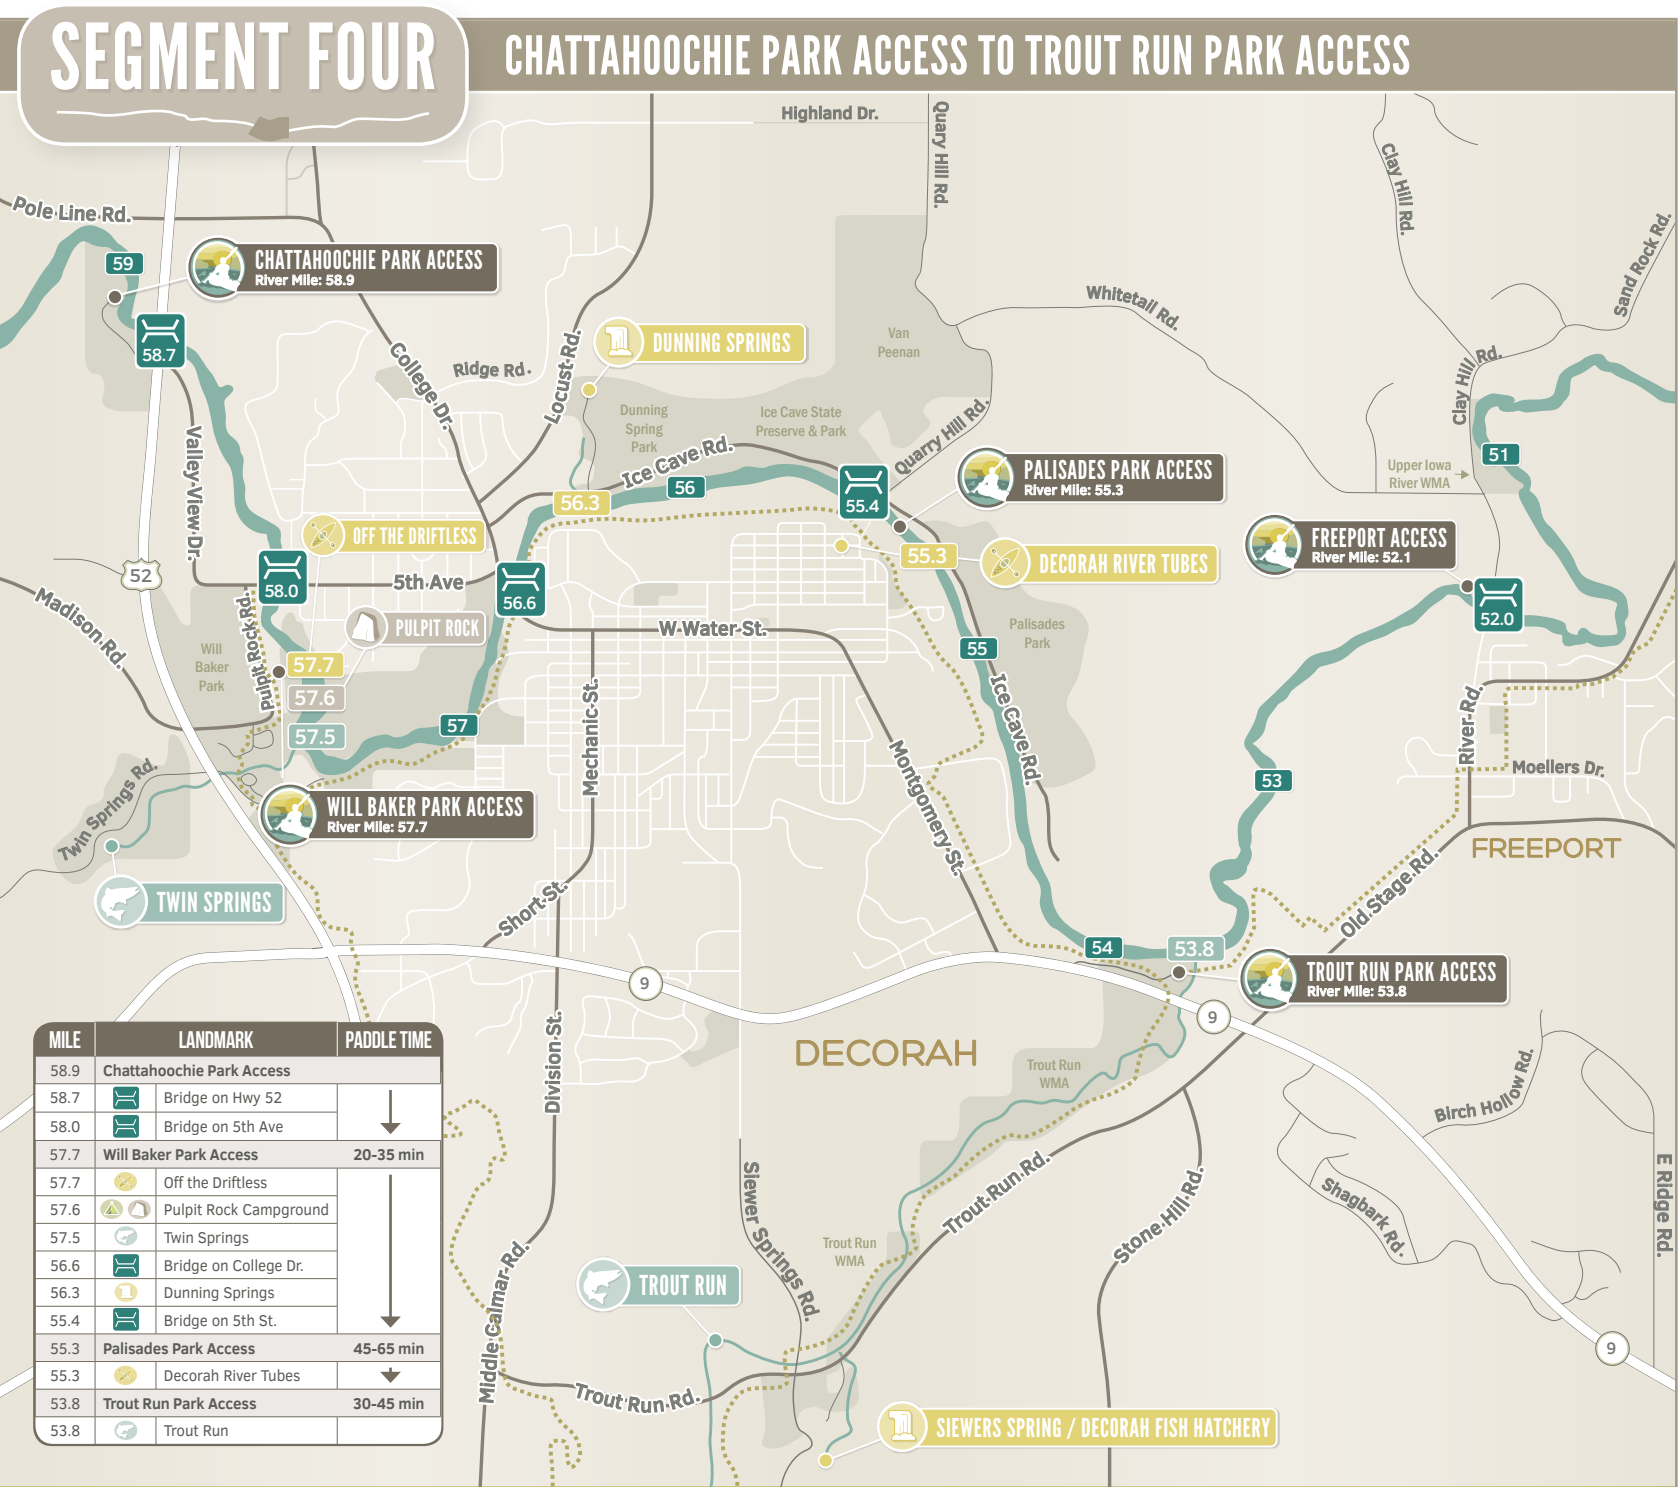 SEGMENT FOUR
CHATTAHOOCHIE PARK ACCESS TO TROUT RUN PARK ACCESS
Highland Dr.
Quary Hill Rd.
Clay Hill Rd.
Sand Rock Rd.
Pole Line Rd.
59
CHATTAHOOCHIE PARK ACCESS
River Mile: 58.9
58.7
Whitetail Rd.
Van
Peenan
DUNNING SPRINGS
College Dr.
Ridge Rd.
Locust Rd.
Clay Hill Rd.
Dunning
Spring
Park
Ice Cave State
Preserve & Park
Quarry Hill Rd.
Ice Cave Rd.
Valley View Dr.
51
Upper Iowa
River WMA
PALISADES PARK ACCESS
River Mile: 55.3
56.3
56
55.4
OFF THE DRIFTLESS
FREEPORT ACCESS
River Mile: 52.1
55.3
DECORAH RIVER TUBES
52
58.0
5th Ave
56.6
52.0
Madison Rd.
Pulpit Rock Rd.
PULPIT ROCK
W Water St.
Palisades
Park
Will
Baker
Park
55
57.7
57.6
57.5
57
Mechanic St.
Ice Cave Rd.
River Rd.
Montgomery St.
53
Moellers Dr.
Twin Springs Rd.
WILL BAKER PARK ACCESS
River Mile: 57.7
FREEPORT
TWIN SPRINGS
Short St.
Old Stage Rd.
54
53.8
TROUT RUN PARK ACCESS
River Mile: 53.8
9
9
DECORAH
Division St.
Trout Run
WMA
Birch Hollow Rd.
MILE LANDMARK PADDLE TIME
58.9 Chattahoochie Park Access
58.7 Bridge on Hwy 52
58.0 Bridge on 5th Ave
57.7 Will Baker Park Access 20-35 min
57.7 Off the Driftless
57.6 Pulpit Rock Campground
57.5 Twin Springs
56.6 Bridge on College Dr.
56.3 Dunning Springs
55.4 Bridge on 5th St.
55.3 Palisades Park Access 45-65 min
55.3 Decorah River Tubes
53.8 Trout Run Park Access 30-45 min
53.8 Trout Run
Siewer Springs Rd.
Trout Run Rd.
Stone Hill Rd.
Shagbark Rd.
E Ridge Rd.
Trout Run
WMA
Middle Calmar Rd.
TROUT RUN
9
Trout Run Rd.
SIEWERS SPRING / DECORAH FISH HATCHERY